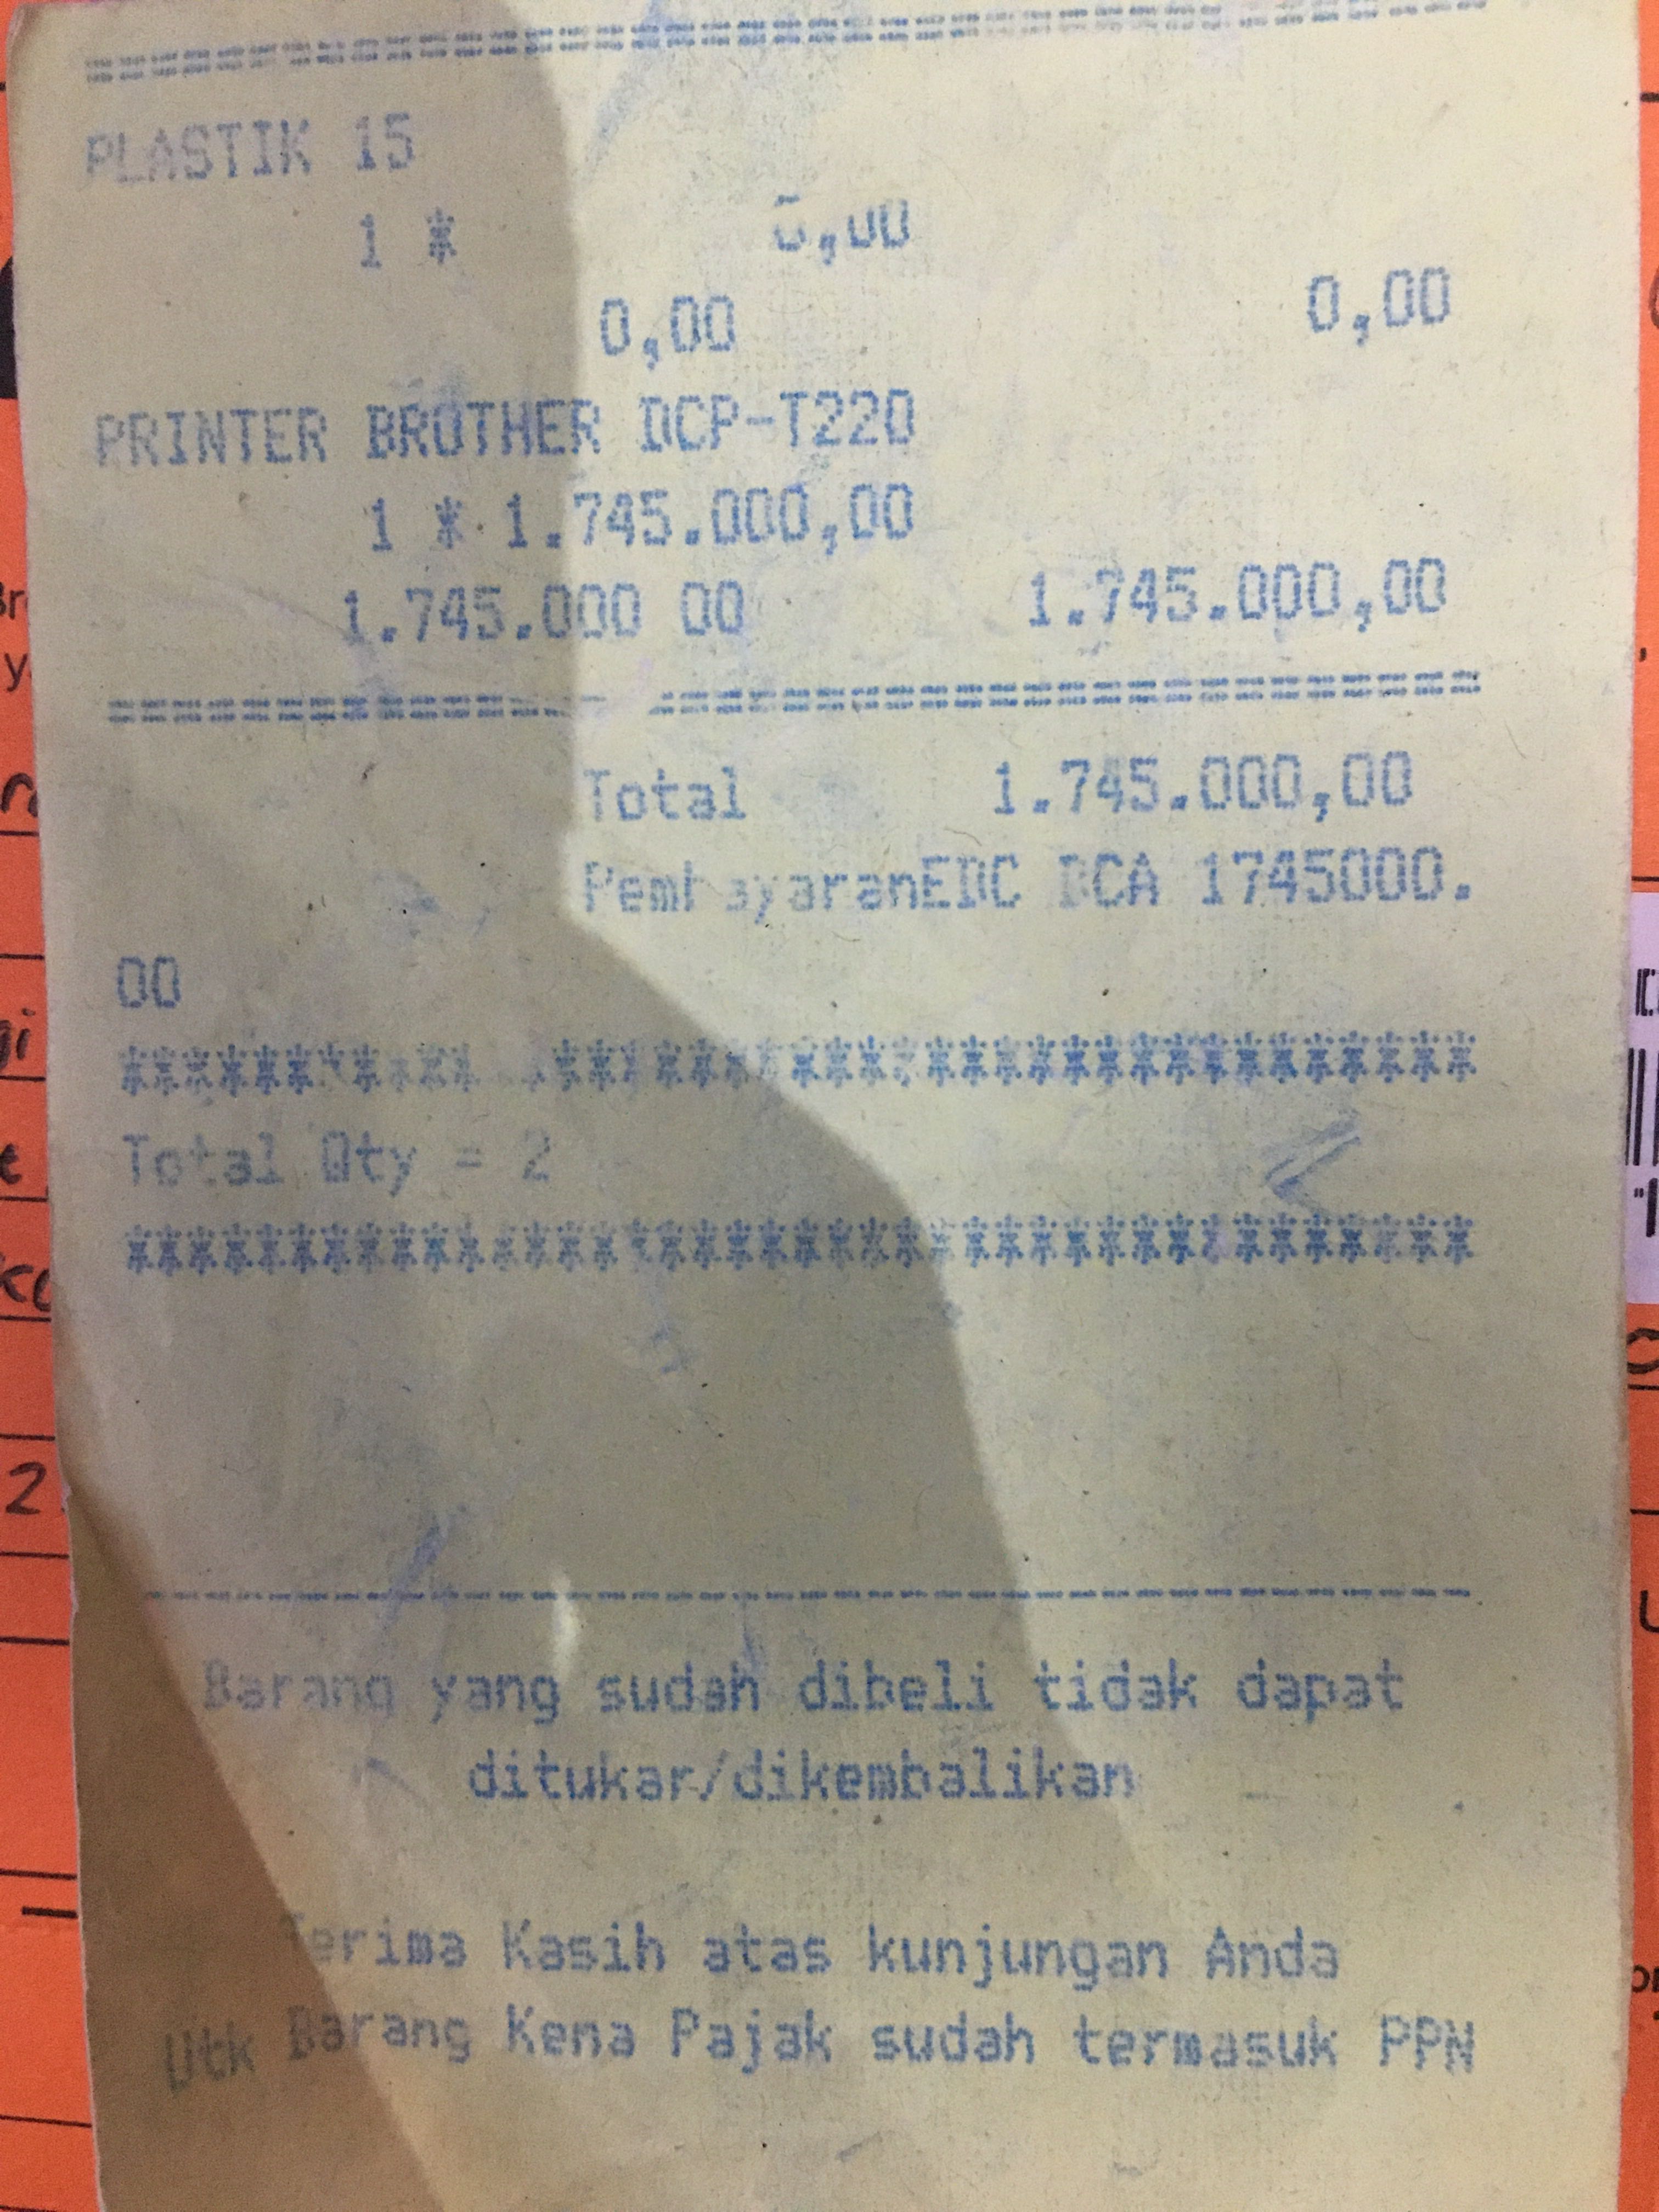 PLASTIK 15
1 * 0,00
0,00 0,00
PRINTER BROTHER DCP-T220
1 * 1.745.000,00
1.745.000 00 1.745.000,00
Total 1.745.000,00
PembayaranEDC BCA 1745000.
00
****************************************
Total Qty = 2
****************************************
Barang yang sudah dibeli tidak dapat
ditukar/dikembalikan
Terima Kasih atas kunjungan Anda
Utk Barang Kena Pajak sudah termasuk PPN